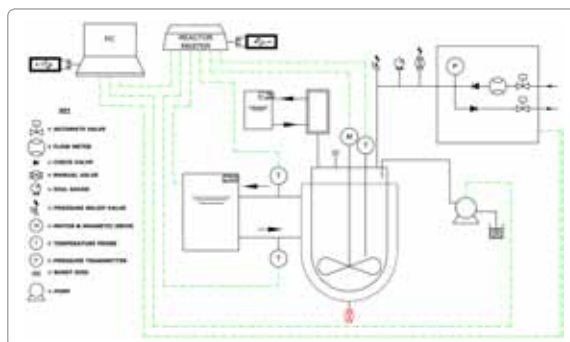 PC
REACTOR
MASTER
KEY
= AUTOMATED VALVE
= FLOW METER
= CHECK VALVE
= MANUAL VALVE
= DIAL GAUGE
= PRESSURE RELIEF VALVE
M = MOTOR & MAGNETIC DRIVE
T = TEMPERATURE PROBE
P = PRESSURE TRANSMITTER
= BURST DISC
= PUMP
P
M
T
T
T